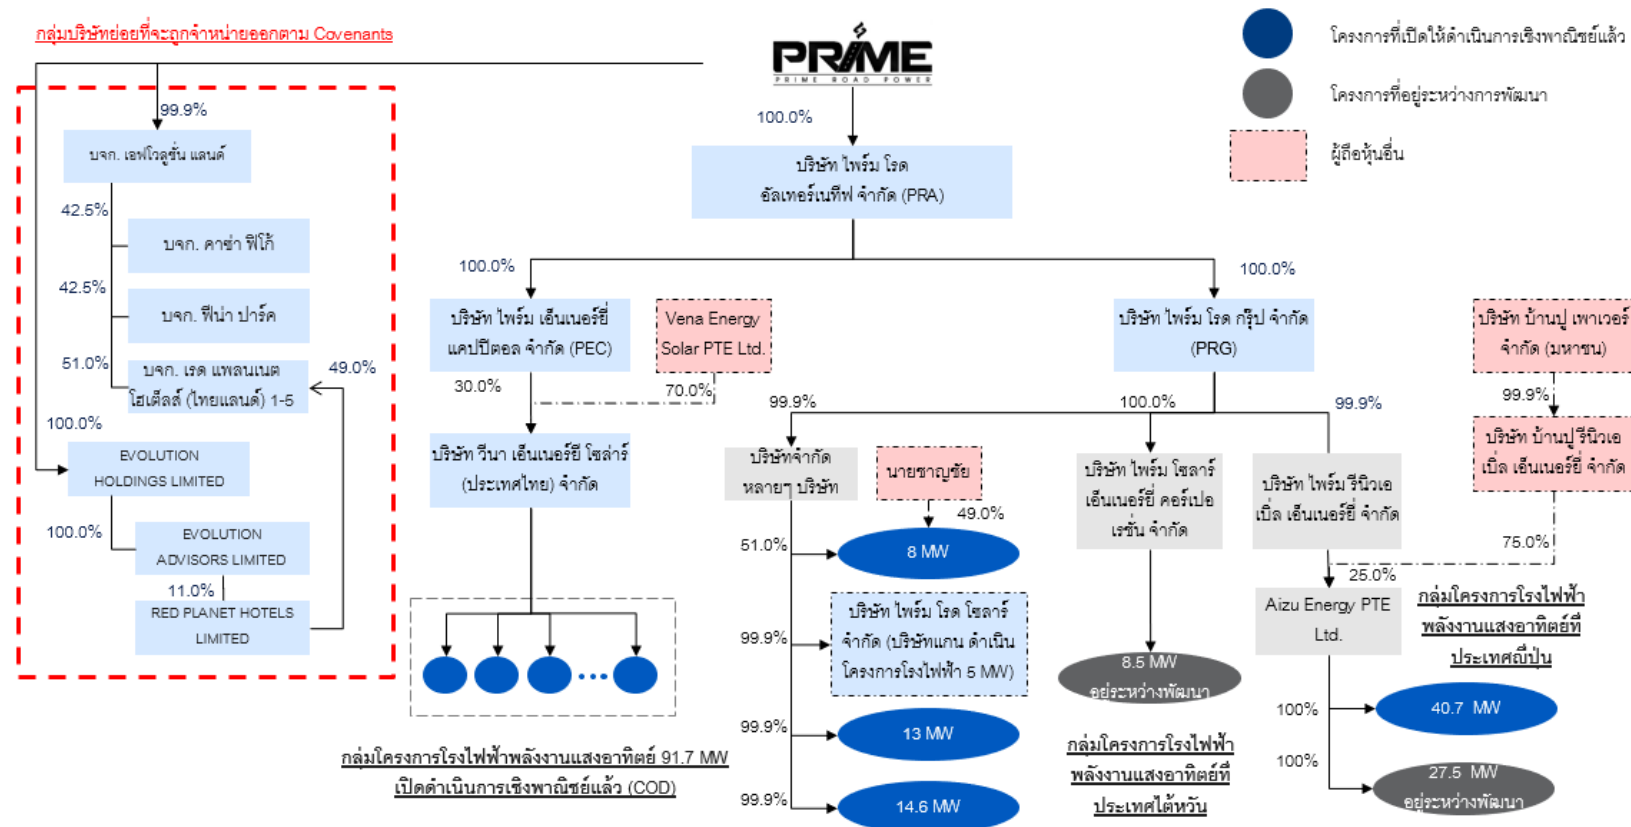 กลุ่มบริษัทย่อยที่จะถูกจำหน่ายออกตาม Covenants
PRIME
PRIME ROAD POWER
โครงการที่เปิดให้ดำเนินการเชิงพาณิชย์แล้ว
โครงการที่อยู่ระหว่างการพัฒนา
ผู้ถือหุ้นอื่น
99.9%
บจก. เอฟโวลูชั่น แลนด์
42.5%
บจก. คาซ่า ฟิโก้
42.5%
บจก. ฟีน่า ปาร์ค
51.0%
บจก. เรด แพลนเนต
โฮเต็ลส์ (ไทยแลนด์) 1-5
49.0%
100.0%
EVOLUTION
HOLDINGS LIMITED
100.0%
EVOLUTION
ADVISORS LIMITED
11.0%
RED PLANET HOTELS
LIMITED
100.0%
บริษัท ไพร์ม โรด
อัลเทอร์เนทีฟ จำกัด (PRA)
100.0%
100.0%
บริษัท ไพร์ม เอ็นเนอร์ยี่
แคปปิตอล จำกัด (PEC)
Vena Energy
Solar PTE Ltd.
30.0%
70.0%
บริษัท วีนา เอ็นเนอร์ยี โซล่าร์
(ประเทศไทย) จำกัด
กลุ่มโครงการโรงไฟฟ้าพลังงานแสงอาทิตย์ 91.7 MW
เปิดดำเนินการเชิงพาณิชย์แล้ว (COD)
บริษัท ไพร์ม โรด กรุ๊ป จำกัด
(PRG)
บริษัท บ้านปู เพาเวอร์
จำกัด (มหาชน)
99.9%
100.0%
99.9%
99.9%
บริษัทจำกัด
หลายๆ บริษัท
นายชาญชัย
49.0%
51.0%
8 MW
99.9%
บริษัท ไพร์ม โรด โซลาร์
จำกัด (บริษัทแกน ดำเนิน
โครงการโรงไฟฟ้า 5 MW)
99.9%
13 MW
99.9%
14.6 MW
บริษัท ไพร์ม โซลาร์
เอ็นเนอร์ยี่ คอร์เปอ
เรชั่น จำกัด
8.5 MW
อยู่ระหว่างพัฒนา
กลุ่มโครงการโรงไฟฟ้า
พลังงานแสงอาทิตย์ที่
ประเทศไต้หวัน
บริษัท ไพร์ม รีนิวเอ
เบิ่ล เอ็นเนอร์ยี่ จำกัด
บริษัท บ้านปู รีนิวเอ
เบิ่ล เอ็นเนอร์ยี่ จำกัด
75.0%
25.0%
Aizu Energy PTE
Ltd.
กลุ่มโครงการโรงไฟฟ้า
พลังงานแสงอาทิตย์ที่
ประเทศญี่ปุ่น
100%
40.7 MW
100%
27.5 MW
อยู่ระหว่างพัฒนา